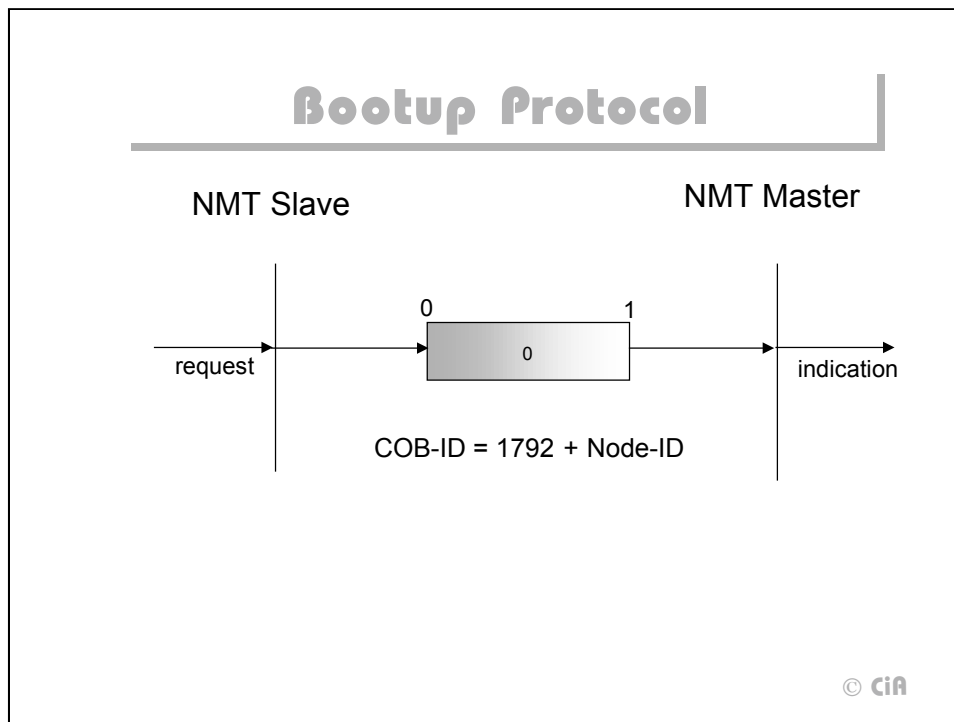 Bootup Protocol
NMT Slave
NMT Master
0
1
0
request
indication
COB-ID = 1792 + Node-ID
© CiA